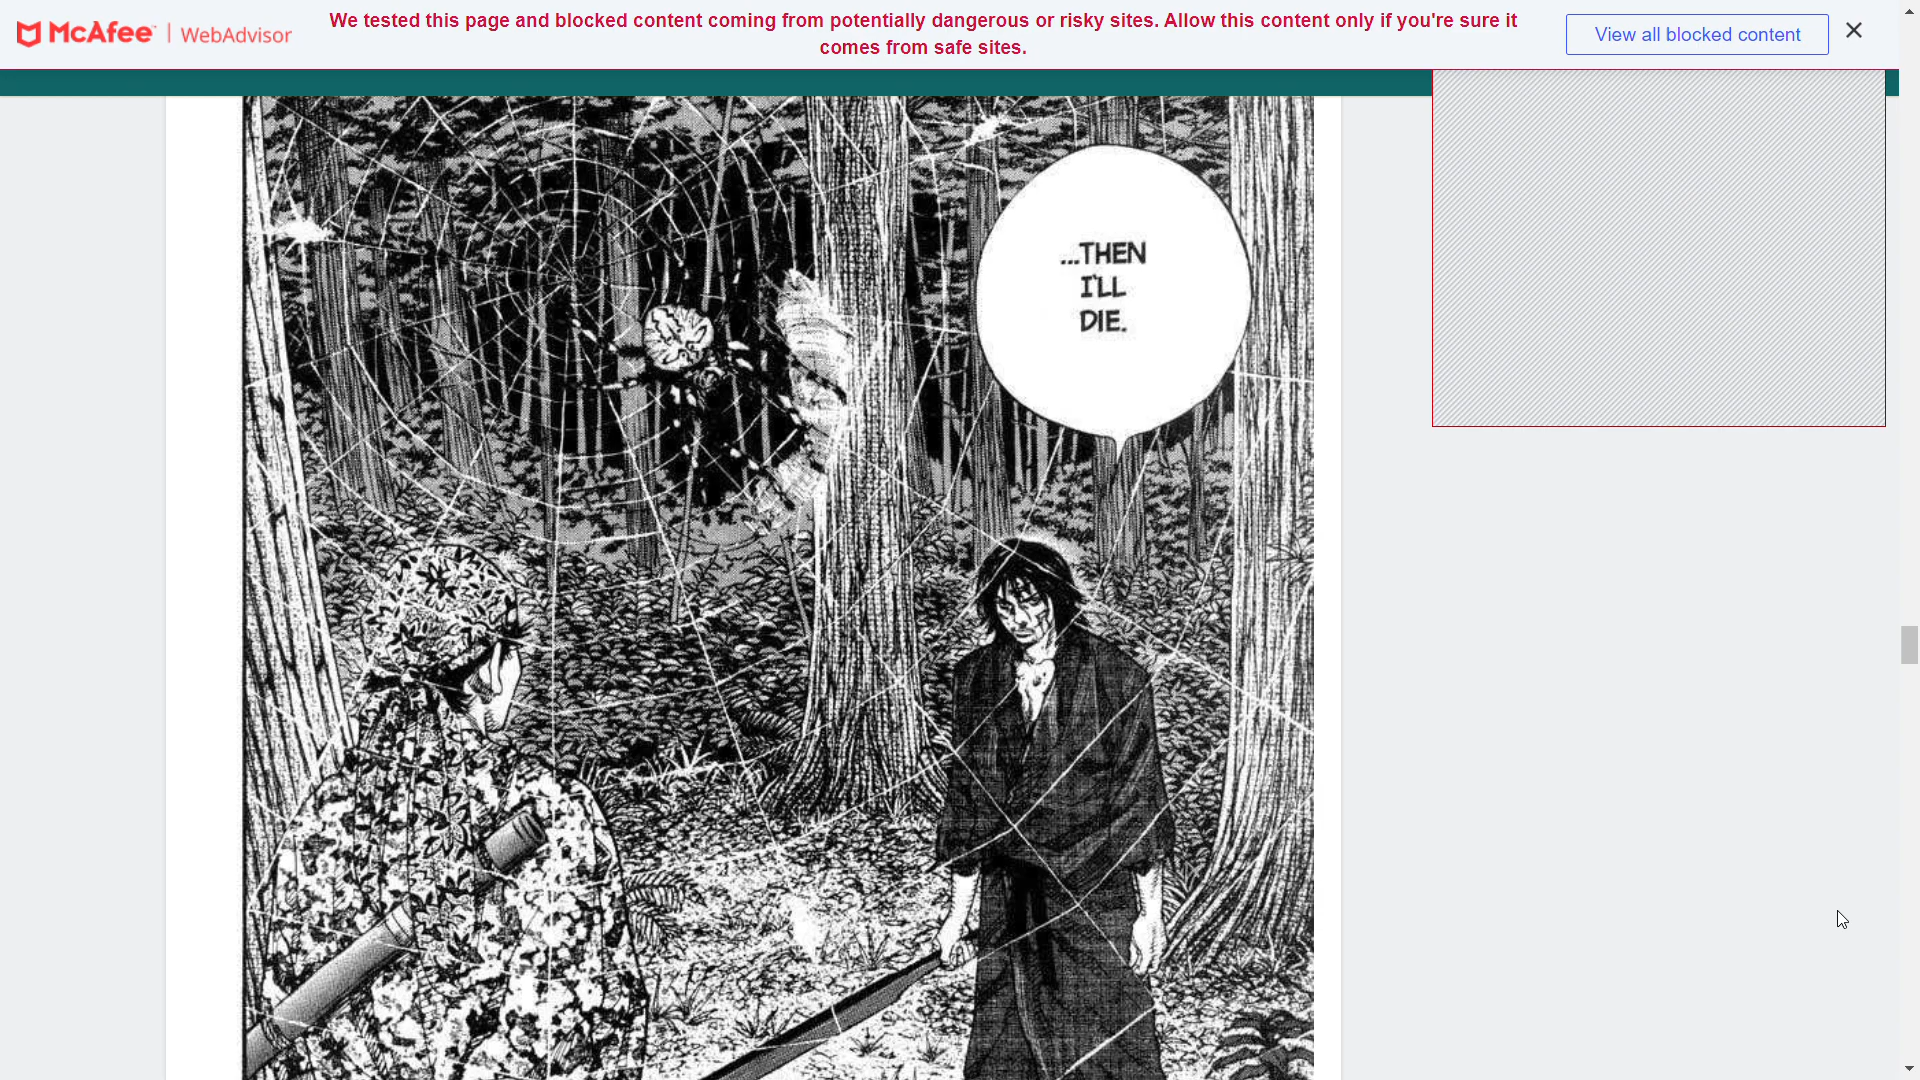 McAfee | WebAdvisor
We tested this page and blocked content coming from potentially dangerous or risky sites. Allow this content only if you're sure it
comes from safe sites.
View all blocked content
...THEN
I'LL
DIE.